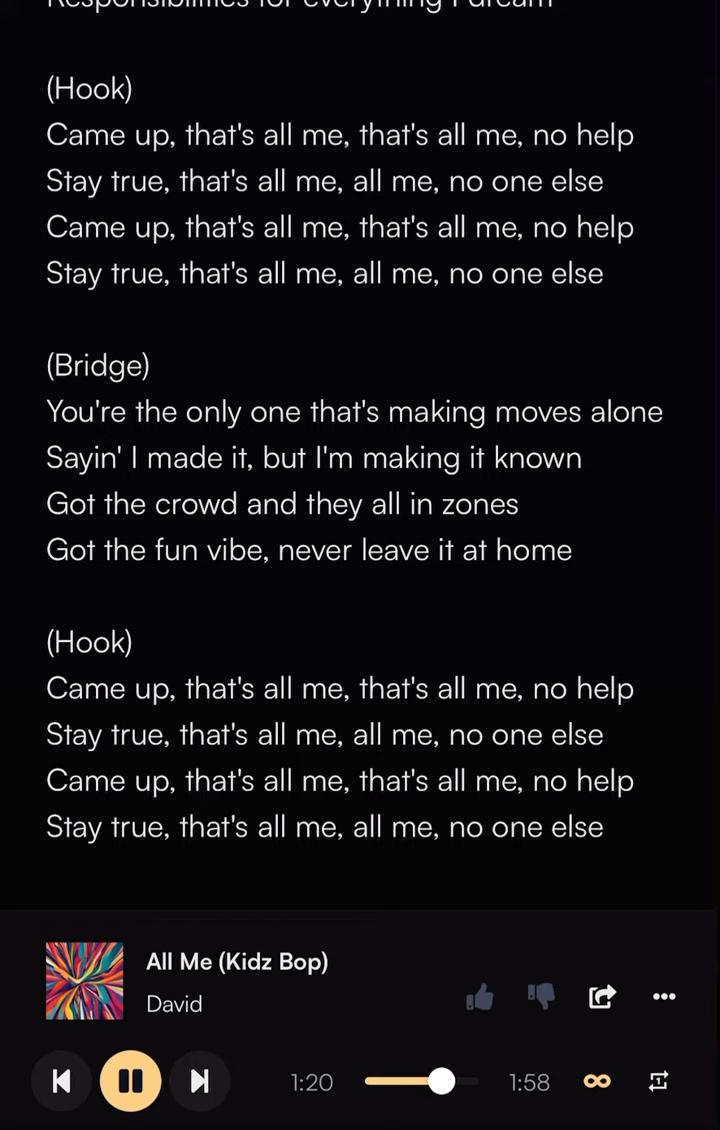 Responsibilities for everything I dream
(Hook)
Came up, that's all me, that's all me, no help
Stay true, that's all me, all me, no one else
Came up, that's all me, that's all me, no help
Stay true, that's all me, all me, no one else
(Bridge)
You're the only one that's making moves alone
Sayin' I made it, but I'm making it known
Got the crowd and they all in zones
Got the fun vibe, never leave it at home
(Hook)
Came up, that's all me, that's all me, no help
Stay true, that's all me, all me, no one else
Came up, that's all me, that's all me, no help
Stay true, that's all me, all me, no one else
All Me (Kidz Bop)
David
1:20
1:58